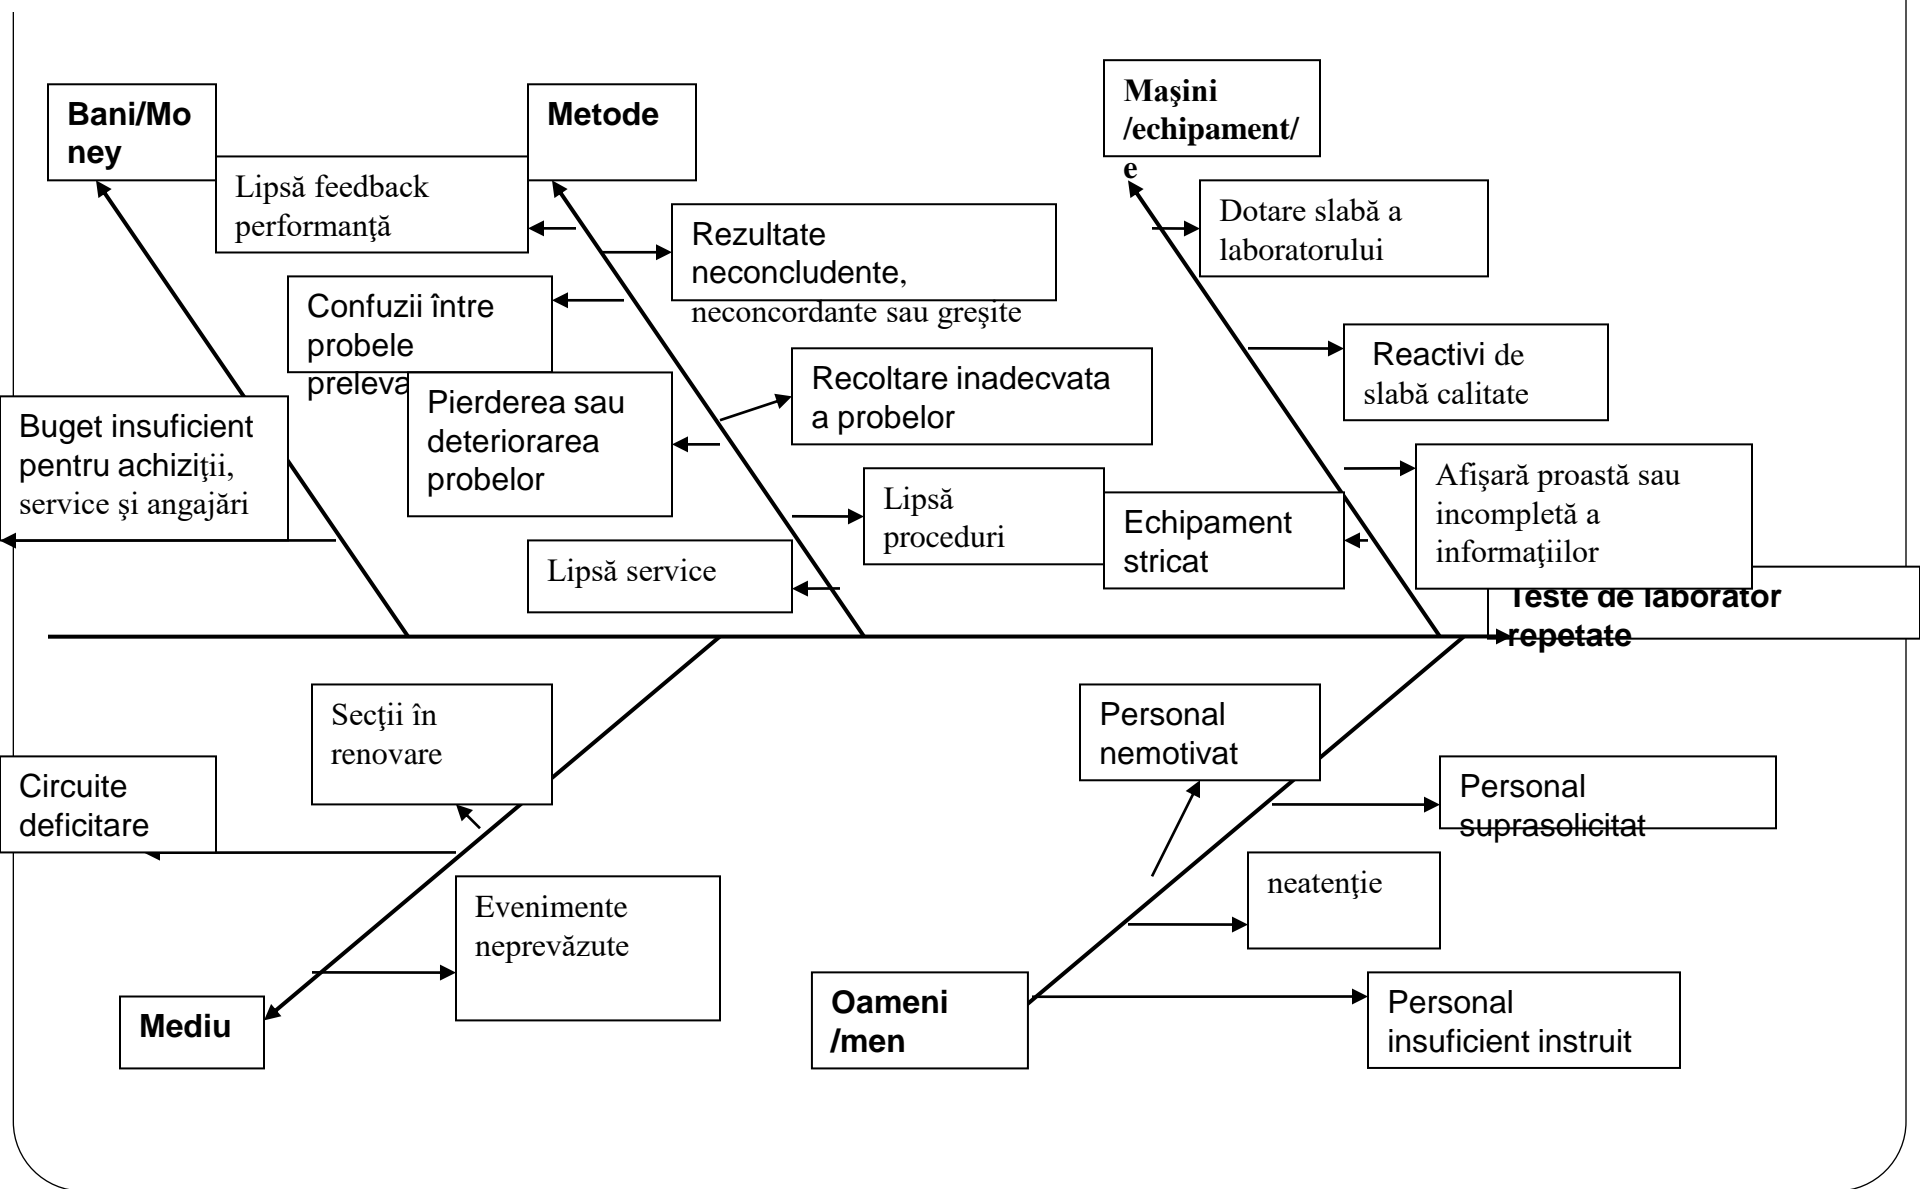 Bani/Mo
ney
Metode
Maşini
/echipament/
e
Lipsă feedback
performanţă
Rezultate
neconcludente,
neconcordante sau greşite
Dotare slabă a
laboratorului
Confuzii între
probele
preleva
Pierderea sau
deteriorarea
probelor
Recoltare inadecvata
a probelor
Reactivi de
slabă calitate
Buget insuficient
pentru achiziţii,
service şi angajări
Lipsă
proceduri
Echipament
stricat
Afişară proastă sau
incompletă a
informaţiilor
Lipsă service
Teste de laborator
repetate
Secţii în
renovare
Personal
nemotivat
Circuite
deficitare
Personal
suprasolicitat
Evenimente
neprevăzute
neatenţie
Mediu
Oameni
/men
Personal
insuficient instruit